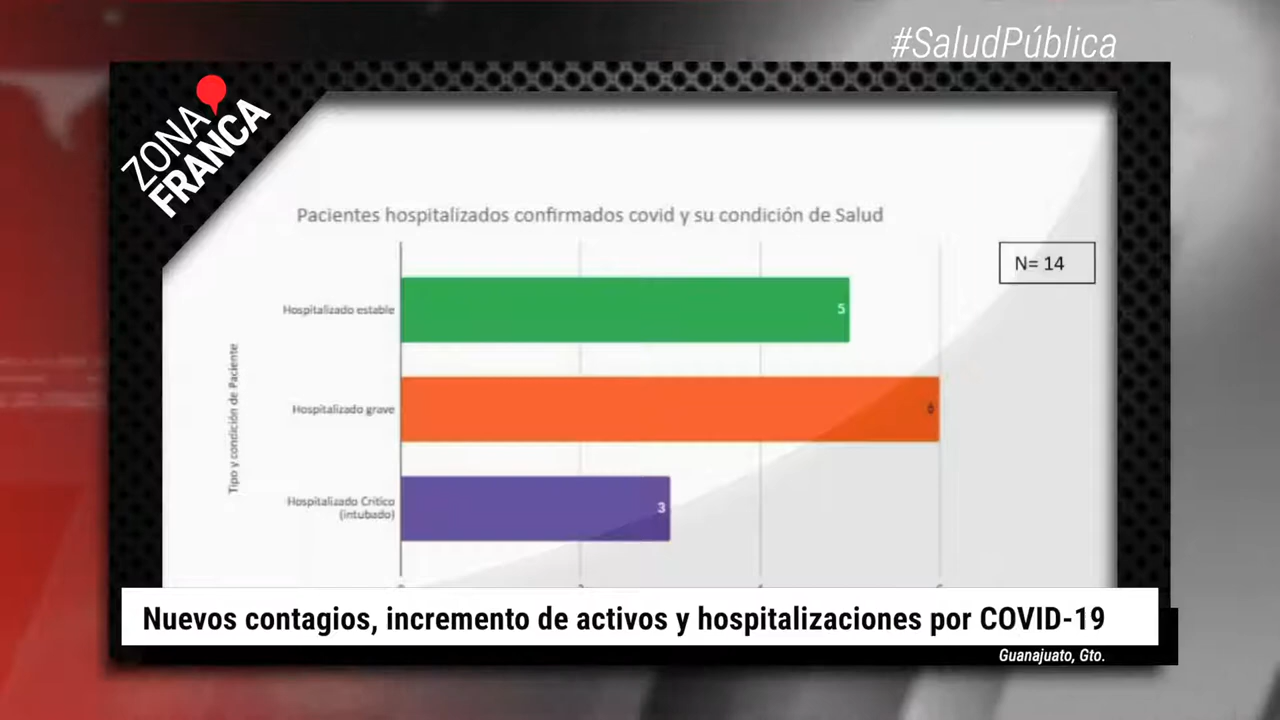 #SaludPública
ZONA
FRANCA
Pacientes hospitalizados confirmados covid y su condición de Salud
N= 14
Tipo y condición de Paciente
Hospitalizado estable
5
Hospitalizado grave
6
Hospitalizado Crítico
(intubado)
3
Nuevos contagios, incremento de activos y hospitalizaciones por COVID-19
Guanajuato, Gto.